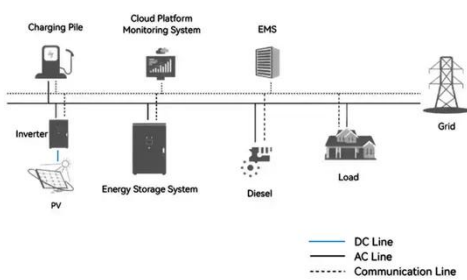 Charging Pile
Cloud Platform
Monitoring System
EMS
Grid
Inverter
PV
Energy Storage System
Diesel
Load
DC Line
AC Line
Communication Line